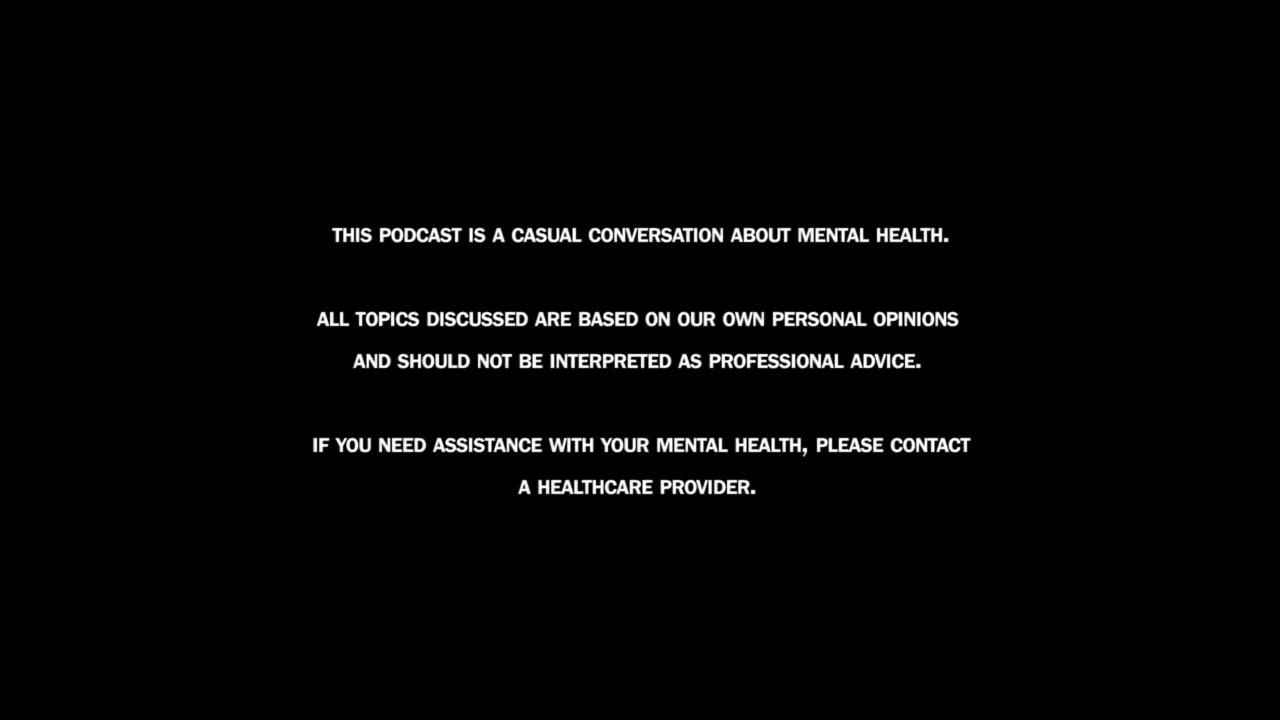 THIS PODCAST IS A CASUAL CONVERSATION ABOUT MENTAL HEALTH.
ALL TOPICS DISCUSSED ARE BASED ON OUR OWN PERSONAL OPINIONS
AND SHOULD NOT BE INTERPRETED AS PROFESSIONAL ADVICE.
IF YOU NEED ASSISTANCE WITH YOUR MENTAL HEALTH, PLEASE CONTACT
A HEALTHCARE PROVIDER.